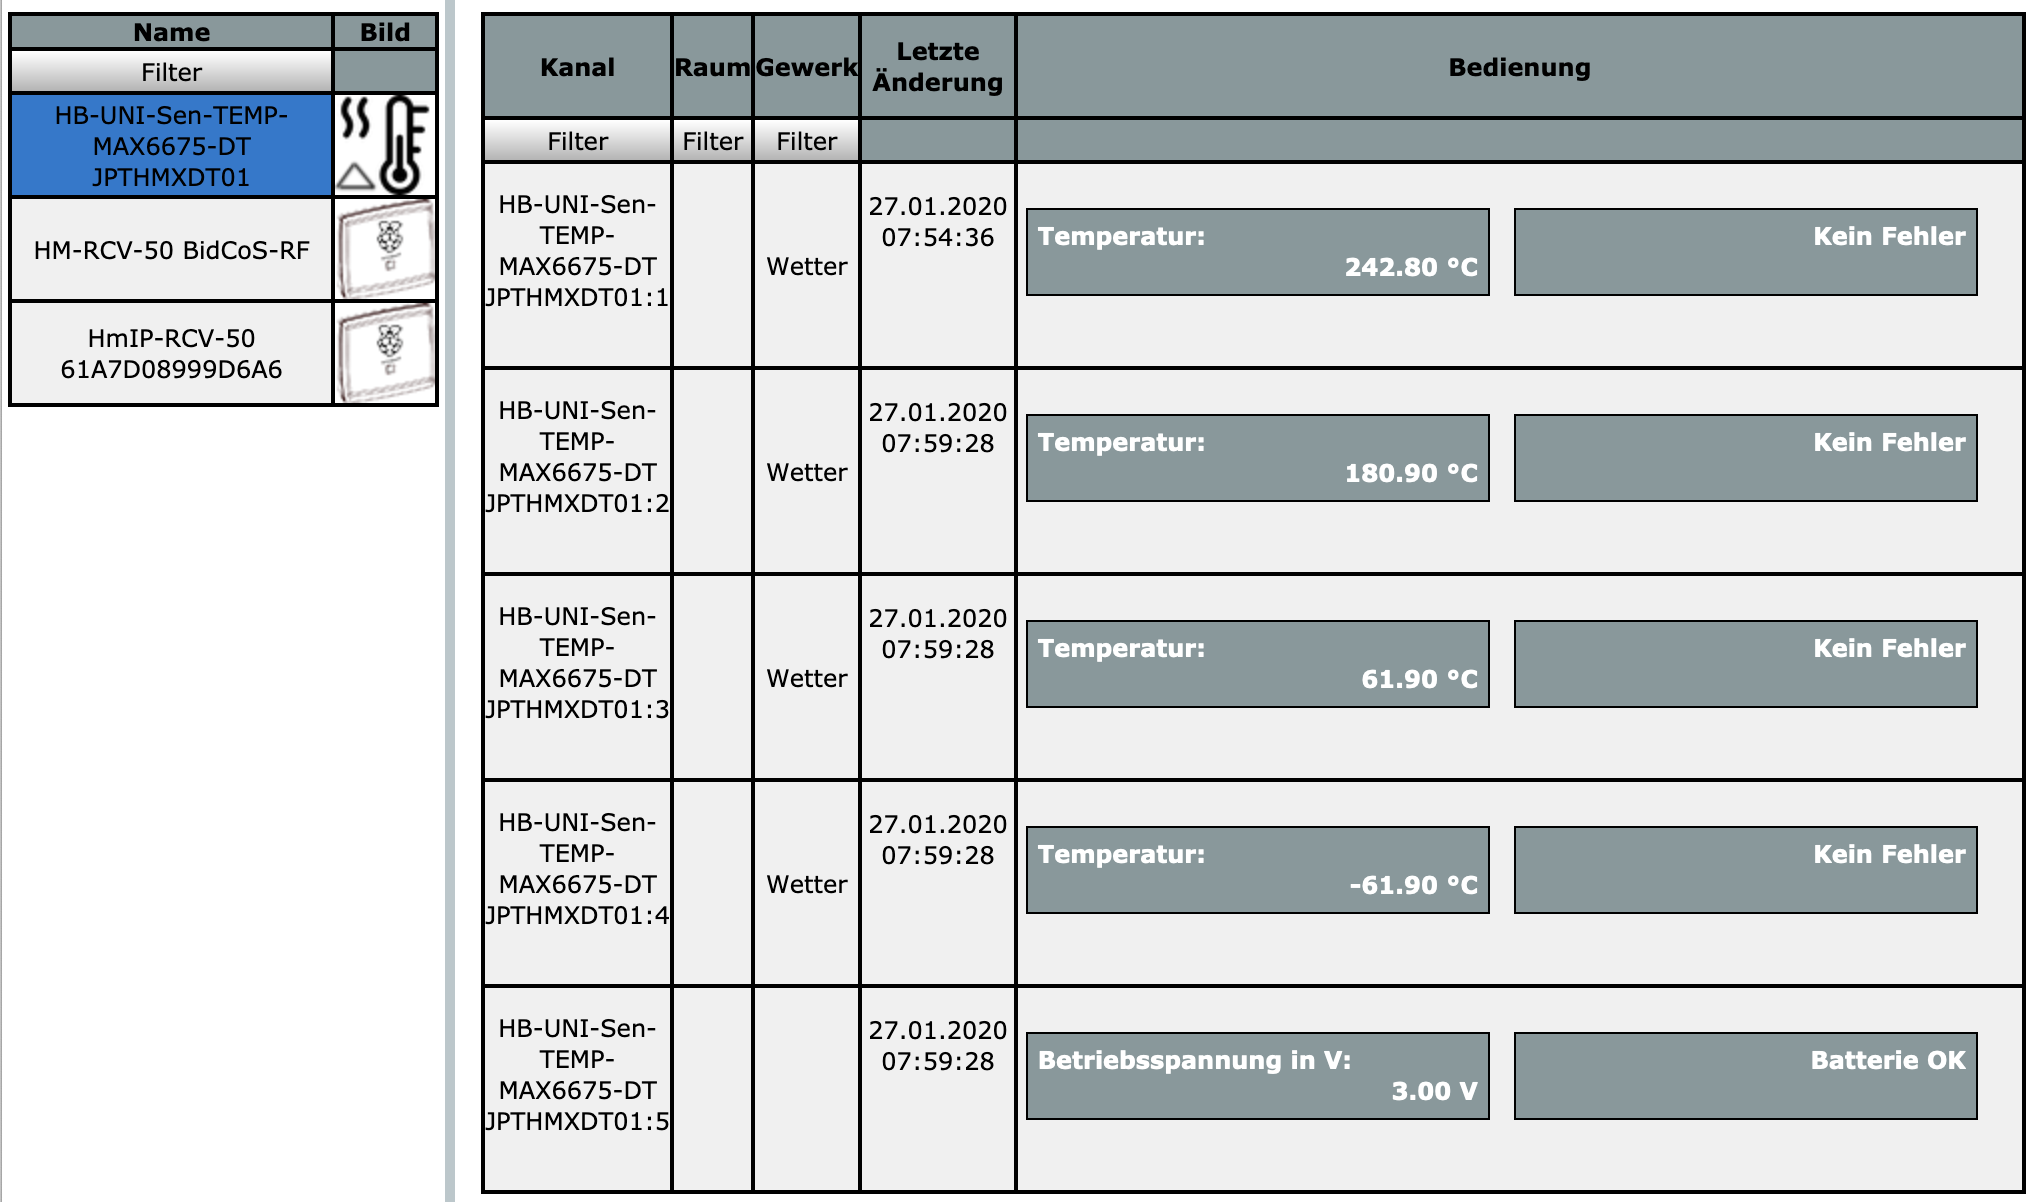 Name
Bild
Filter
HB-UNI-Sen-TEMP-
MAX6675-DT
JPTHMXDT01
HM-RCV-50 BidCoS-RF
HmIP-RCV-50
61A7D08999D6A6
Kanal
Raum
Gewerk
Letzte
Änderung
Bedienung
Filter
Filter
Filter
HB-UNI-Sen-
TEMP-
MAX6675-DT
JPTHMXDT01:1
Wetter
27.01.2020
07:54:36
Temperatur:
242.80 °C
Kein Fehler
HB-UNI-Sen-
TEMP-
MAX6675-DT
JPTHMXDT01:2
Wetter
27.01.2020
07:59:28
Temperatur:
180.90 °C
Kein Fehler
HB-UNI-Sen-
TEMP-
MAX6675-DT
JPTHMXDT01:3
Wetter
27.01.2020
07:59:28
Temperatur:
61.90 °C
Kein Fehler
HB-UNI-Sen-
TEMP-
MAX6675-DT
JPTHMXDT01:4
Wetter
27.01.2020
07:59:28
Temperatur:
-61.90 °C
Kein Fehler
HB-UNI-Sen-
TEMP-
MAX6675-DT
JPTHMXDT01:5
27.01.2020
07:59:28
Betriebsspannung in V:
3.00 V
Batterie OK